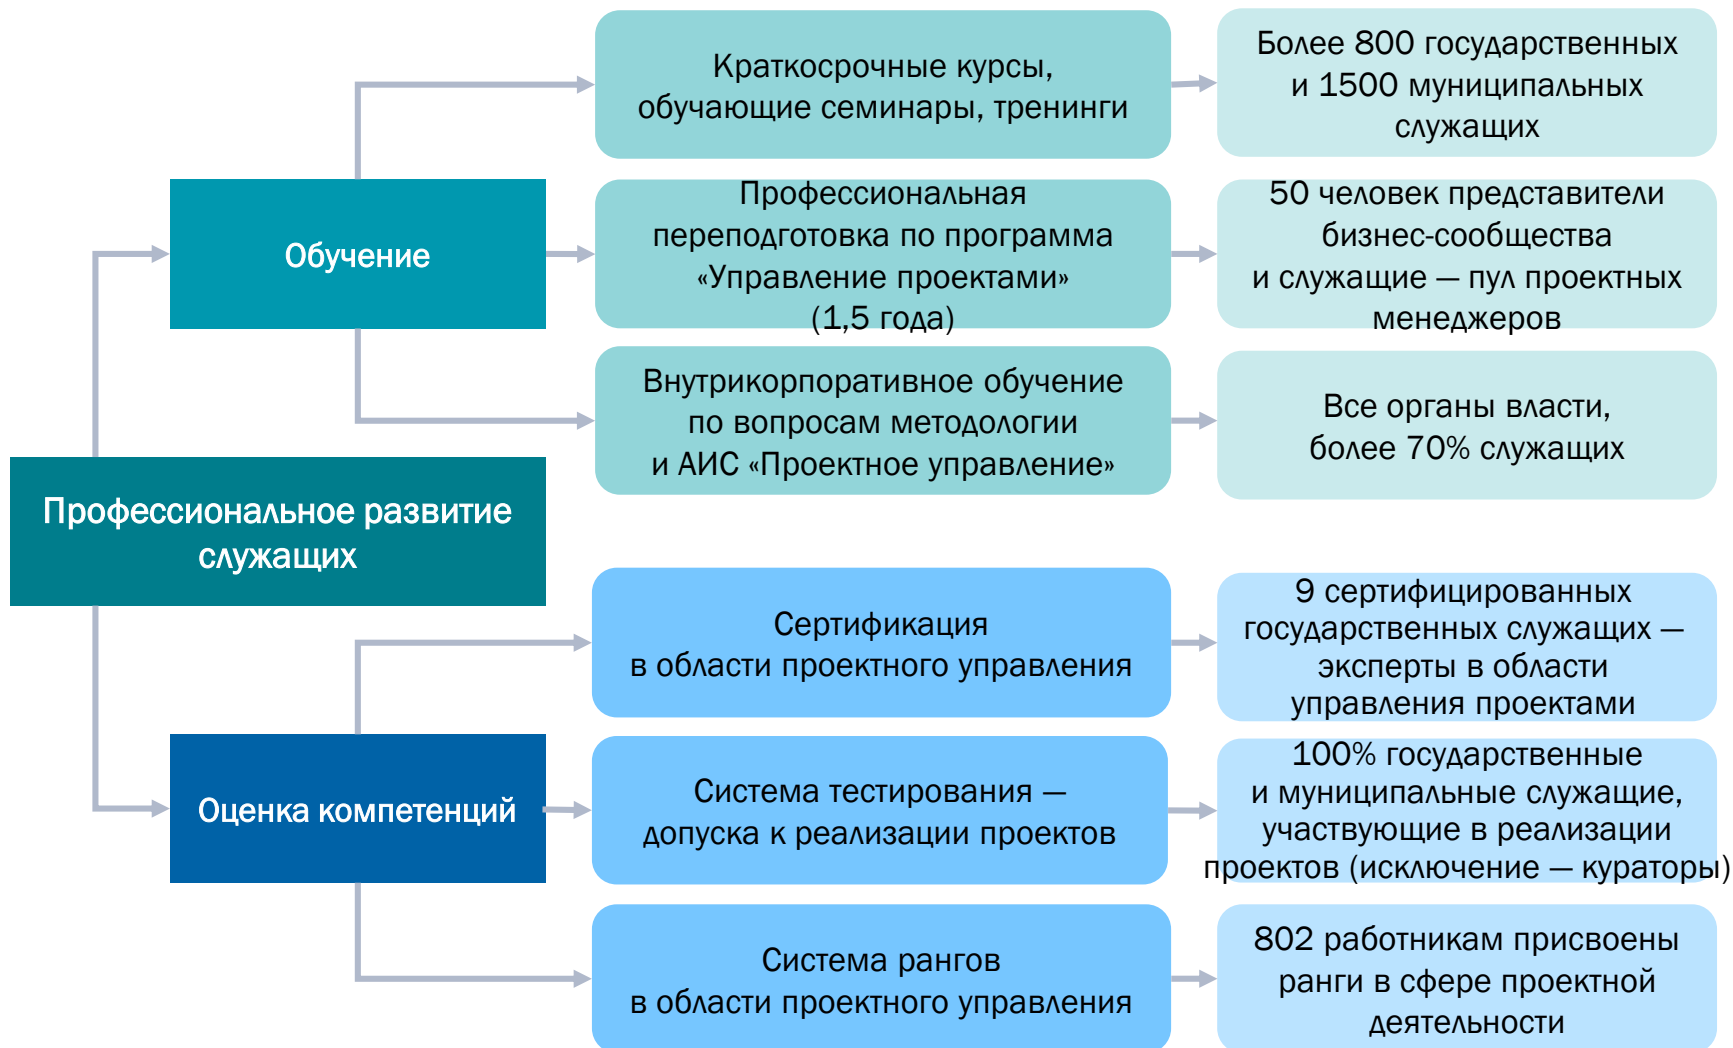 Краткосрочные курсы,
обучающие семинары, тренинги
Более 800 государственных
и 1500 муниципальных
служащих
Обучение
Профессиональная
переподготовка по программа
«Управление проектами»
(1,5 года)
50 человек представители
бизнес-сообщества
и служащие — пул проектных
менеджеров
Внутрикорпоративное обучение
по вопросам методологии
и АИС «Проектное управление»
Все органы власти,
более 70% служащих
Профессиональное развитие
служащих
Сертификация
в области проектного управления
9 сертифицированных
государственных служащих —
эксперты в области
управления проектами
Оценка компетенций
Система тестирования —
допуска к реализации проектов
100% государственные
и муниципальные служащие,
участвующие в реализации
проектов (исключение — кураторы)
Система рангов
в области проектного управления
802 работникам присвоены
ранги в сфере проектной
деятельности